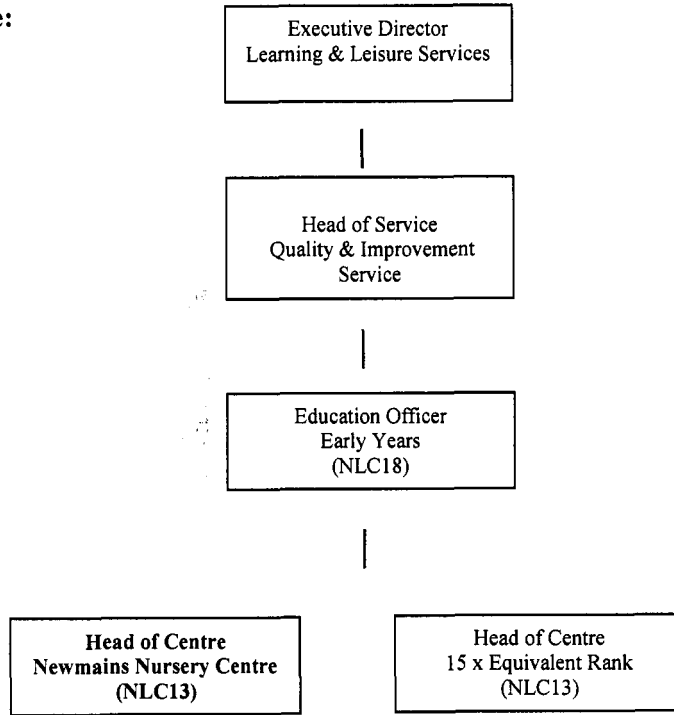 e:
Executive Director
Learning & Leisure Services
Head of Service
Quality & Improvement
Service
Education Officer
Early Years
(NLC18)
Head of Centre
Newmains Nursery Centre
(NLC13)
Head of Centre
15 x Equivalent Rank
(NLC13)